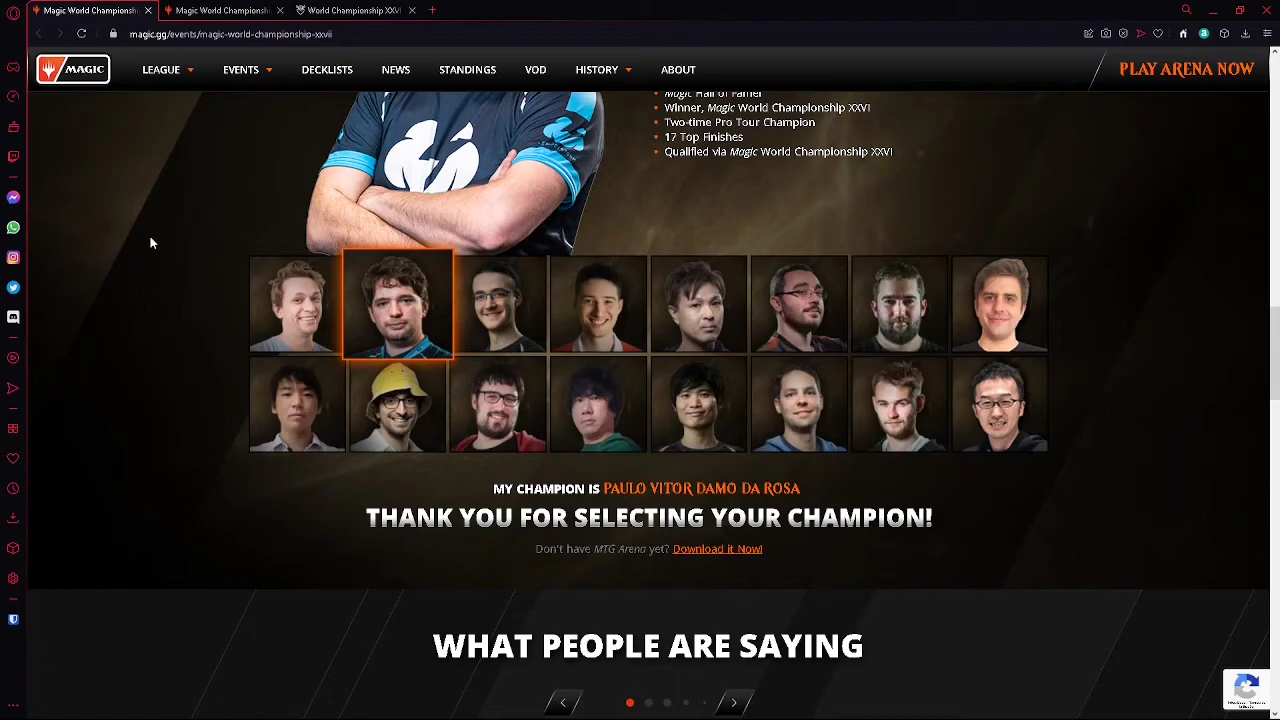 Magic World Championship
Magic World Championship
World Championship XXVI
magic.gg/events/magic-world-championship-xxvii
MAGIC
LEAGUE
EVENTS
DECKLISTS
NEWS
STANDINGS
VOD
HISTORY
ABOUT
PLAY ARENA NOW
Magic Hall of Famer
Winner, Magic World Championship XXVI
Two-time Pro Tour Champion
17 Top Finishes
Qualified via Magic World Championship XXVI
MY CHAMPION IS PAULO VITOR DAMO DA ROSA
THANK YOU FOR SELECTING YOUR CHAMPION!
Don't have MTG Arena yet? Download it Now!
WHAT PEOPLE ARE SAYING